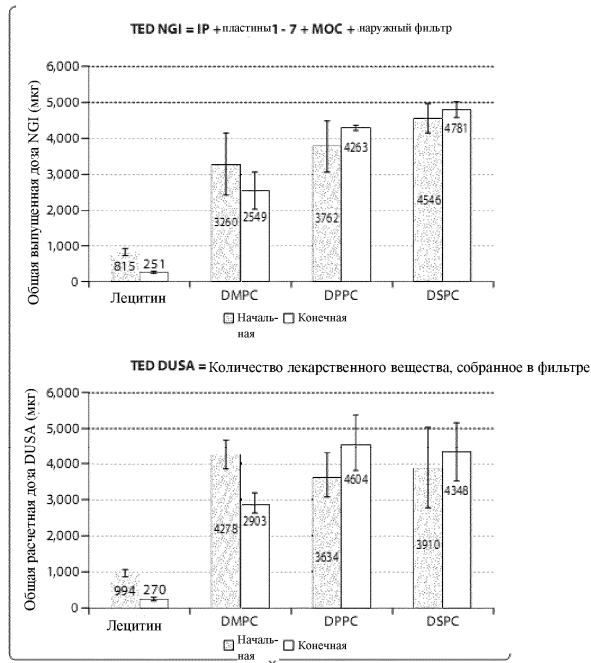 TED NGI = IP + пластины 1 - 7 + MOC + наружный фильтр
Общая выпущенная доза NGI (мкг)
6,000
5,000
4,000
3,000
2,000
1,000
0
815 251
3260 2549
3762 4263
4546 4781
Лецитин DMPC DPPC DSPC
Началь-
ная
Конечная
TED DUSA = Количество лекарственного вещества, собранное в фильтре
Общая расчетная доза DUSA (мкг)
6,000
5,000
4,000
3,000
2,000
1,000
0
994 270
4278 2903
3634 4604
3910 4348
Лецитин DMPC DPPC DSPC
Началь-
ная
Конечная